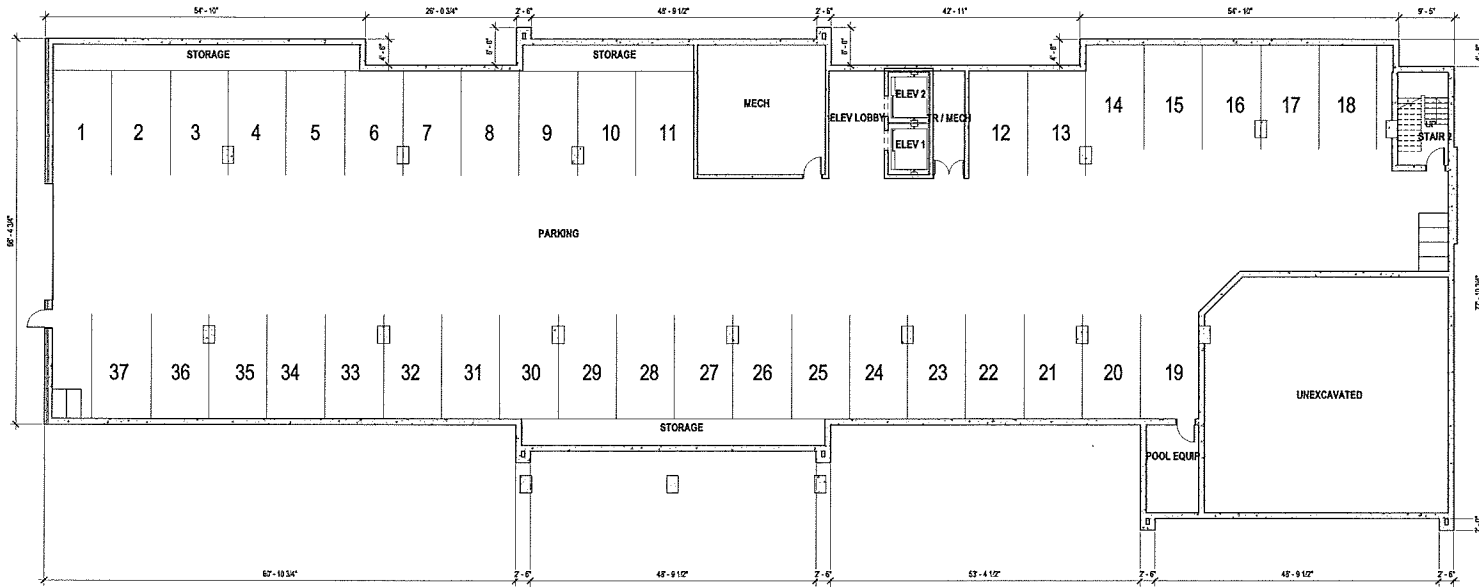 54' - 10"
26' - 0 3/4"
2' - 6"
48' - 9 1/2"
2' - 6"
42' - 11"
54' - 10"
9' - 5"
STORAGE
STORAGE
MECH
ELEV LOBBY
ELEV 2
ELEV 1
TR / MECH
UP
STAIR 2
1
2
3
4
5
6
7
8
9
10
11
12
13
14
15
16
17
18
66' - 4 3/4"
PARKING
37
36
35
34
33
32
31
30
29
28
27
26
25
24
23
22
21
20
19
UNEXCAVATED
STORAGE
POOL EQUIP
2' - 6"
48' - 9 1/2"
2' - 6"
53' - 4 1/2"
2' - 6"
48' - 9 1/2"
2' - 6"